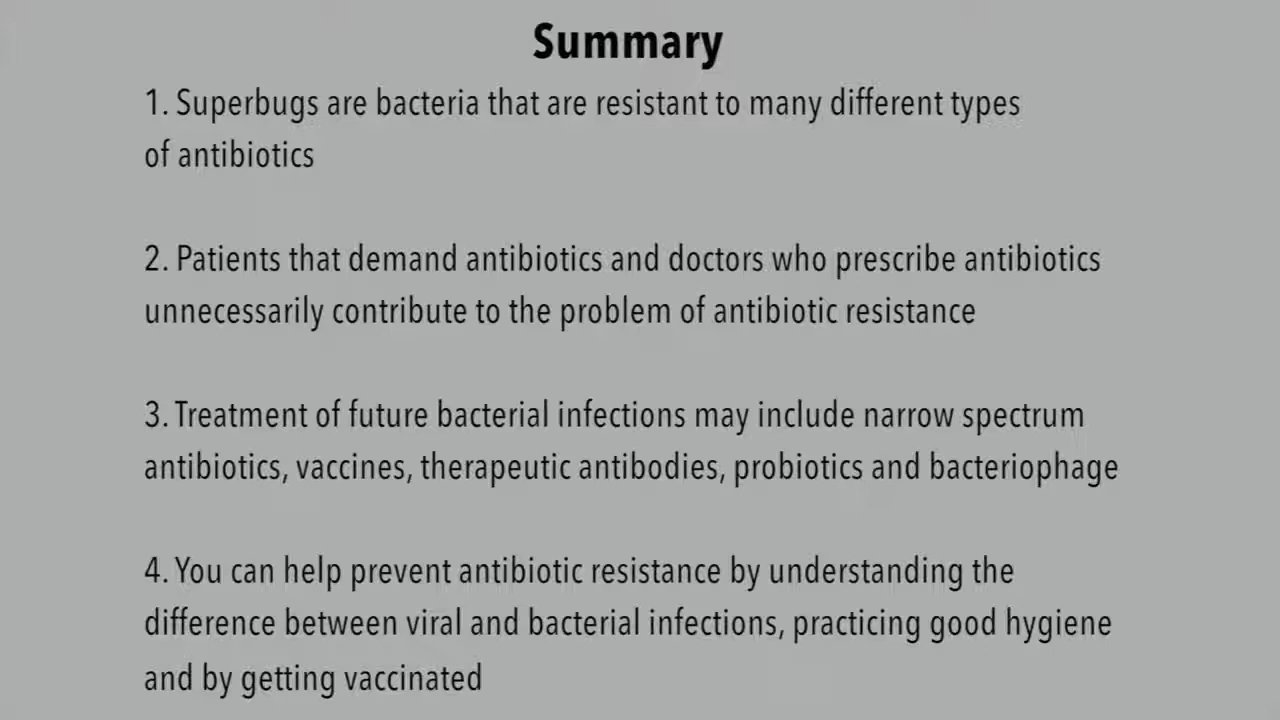 Summary
1. Superbugs are bacteria that are resistant to many different types
of antibiotics
2. Patients that demand antibiotics and doctors who prescribe antibiotics
unnecessarily contribute to the problem of antibiotic resistance
3. Treatment of future bacterial infections may include narrow spectrum
antibiotics, vaccines, therapeutic antibodies, probiotics and bacteriophage
4. You can help prevent antibiotic resistance by understanding the
difference between viral and bacterial infections, practicing good hygiene
and by getting vaccinated